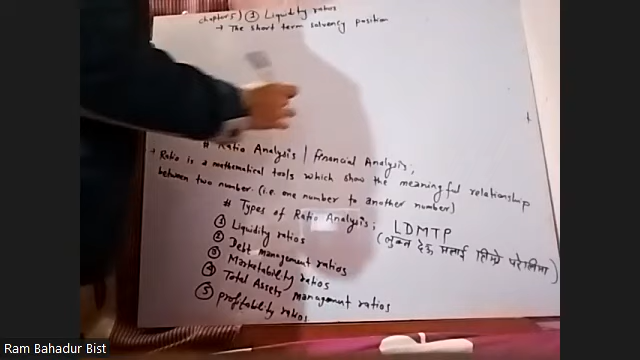 chapter 5) ① Liquidity ratios
→ The short term solvency position
# Ratio Analysis | financial Analysis;
→ Ratio is a mathematical tools which show the meaningful relationship
between two number (i.e. one number to another number)
# Types of Ratio Analysis; LDMTP
① Liquidity ratios
② Debt management ratios
③ Marketability ratios
④ Total Assets management ratios
⑤ profitability ratios
Ram Bahadur Bist